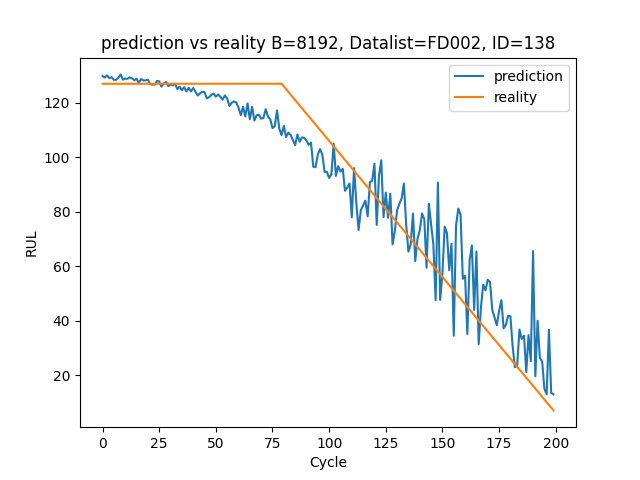 prediction vs reality B=8192, Datalist=FD002, ID=138
prediction
reality
RUL
120
100
80
60
40
20
0 25 50 75 100 125 150 175 200
Cycle